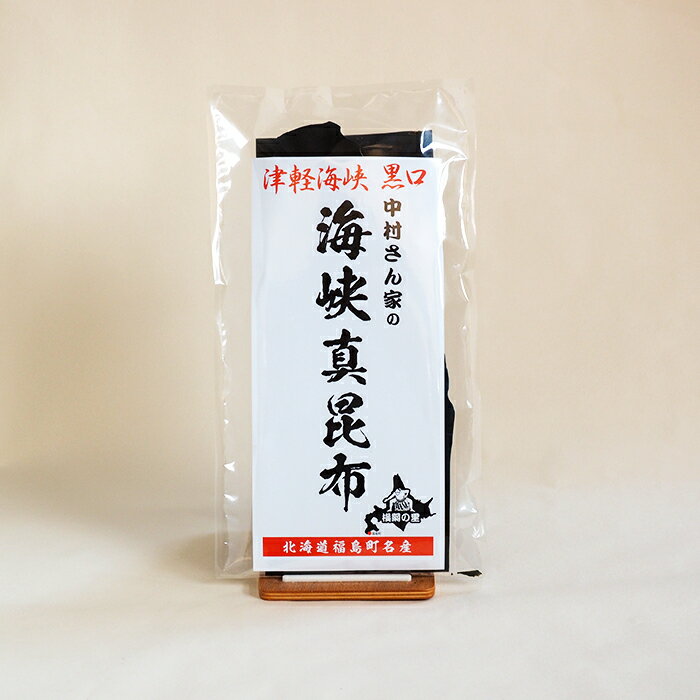 津軽海峡 黒口
中村さん家の
海峡真昆布
横綱の里
北海道福島町名産